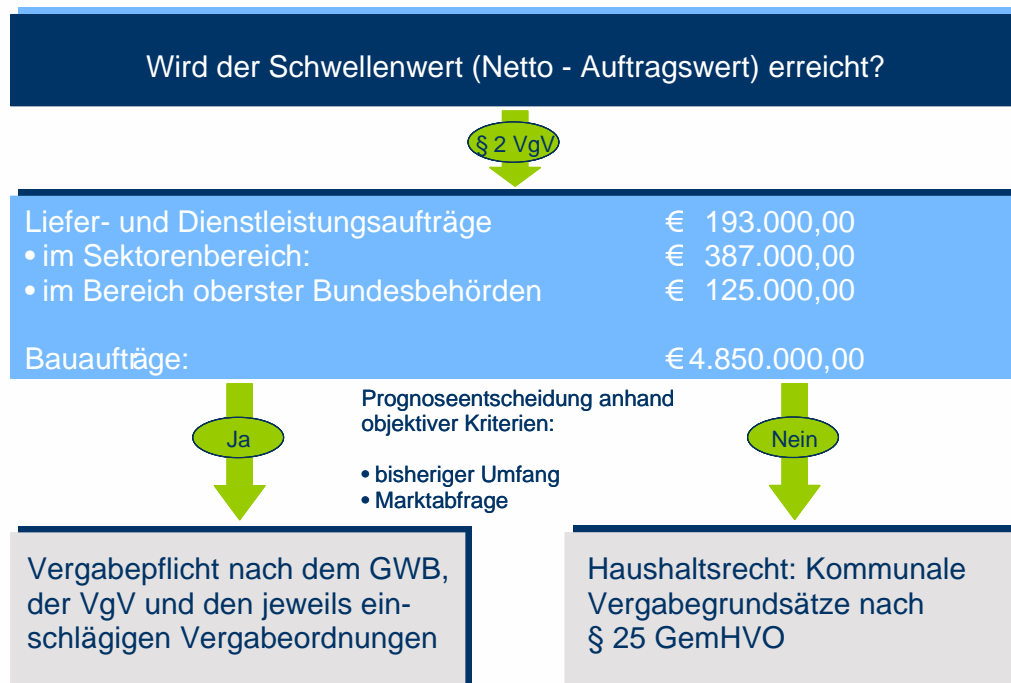 Wird der Schwellenwert (Netto - Auftragswert) erreicht?
§ 2 VgV
Liefer- und Dienstleistungsaufträge € 193.000,00
• im Sektorenbereich: € 387.000,00
• im Bereich oberster Bundesbehörden € 125.000,00
Bauaufträge: € 4.850.000,00
Prognoseentscheidung anhand
objektiver Kriterien:
Ja
Nein
• bisheriger Umfang
• Marktabfrage
Vergabepflicht nach dem GWB,
der VgV und den jeweils ein-
schlägigen Vergabeordnungen
Haushaltsrecht: Kommunale
Vergabegrundsätze nach
§ 25 GemHVO